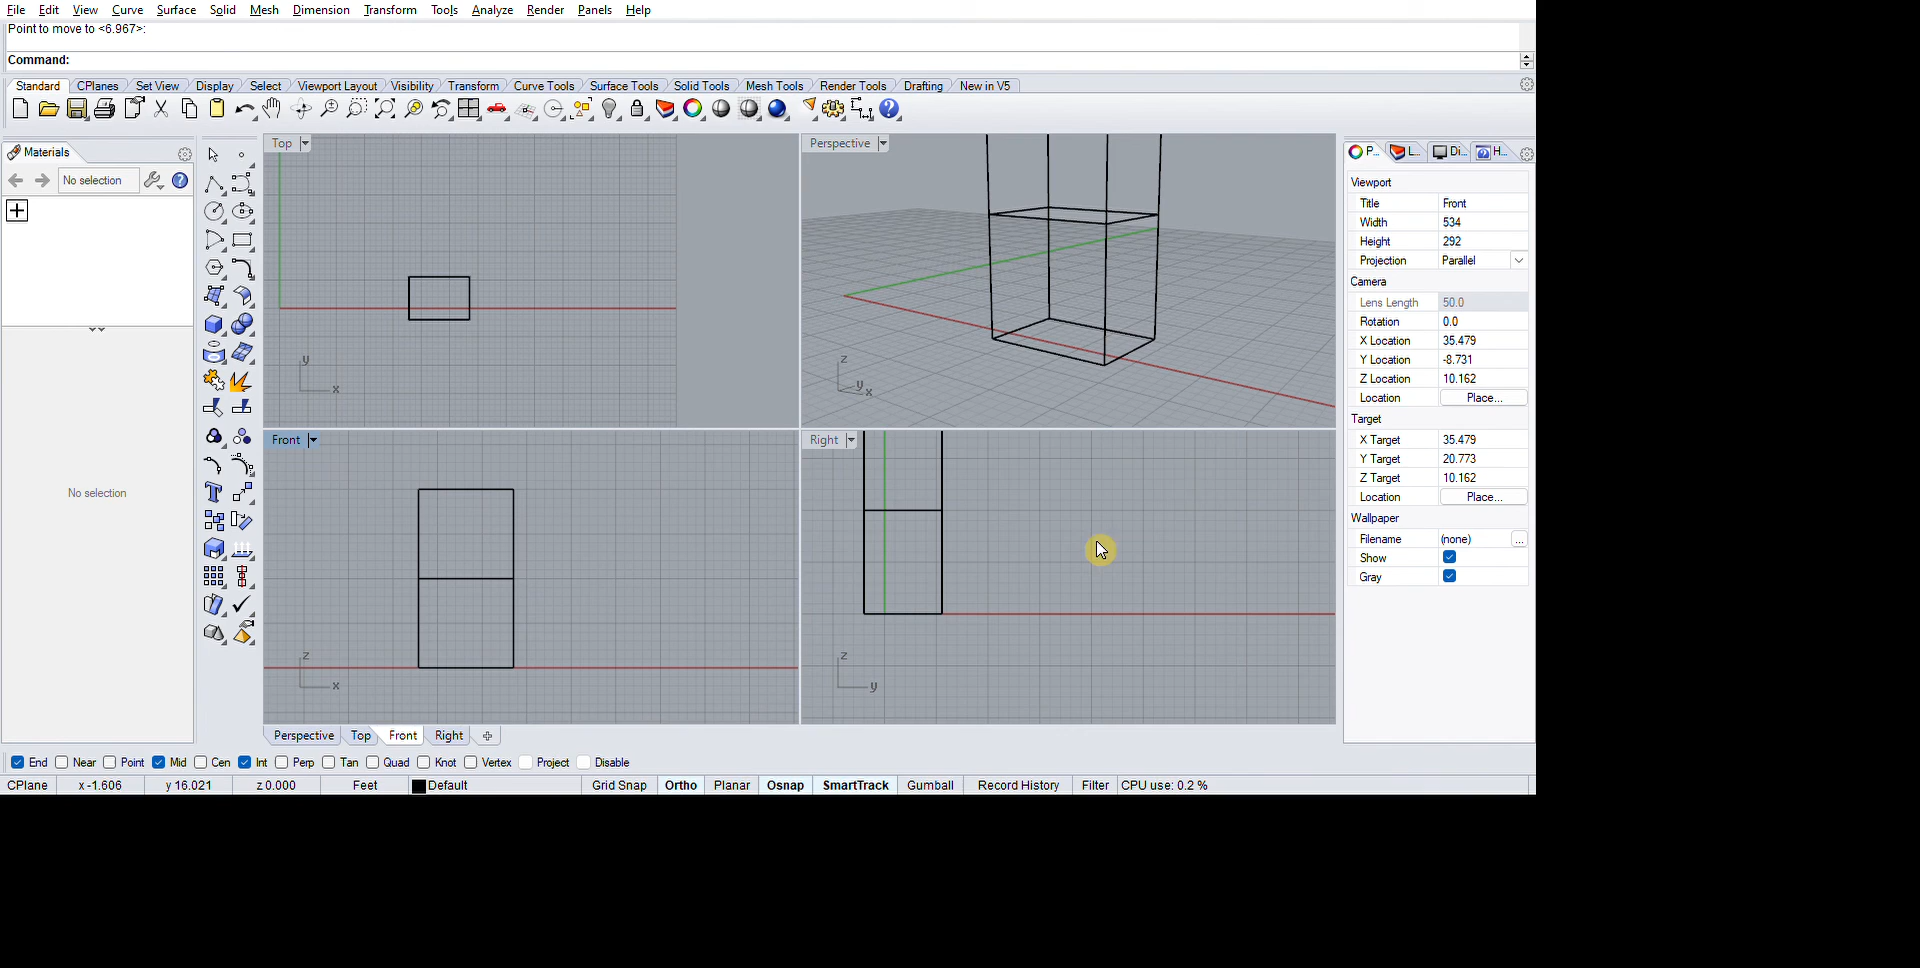 File Edit View Curve Surface Solid Mesh Dimension Transform Tools Analyze Render Panels Help
Point to move to <6.967>:
Command:
Standard CPlanes Set View Display Select Viewport Layout Visibility Transform Curve Tools Surface Tools Solid Tools Mesh Tools Render Tools Drafting New in V5
Materials
No selection
No selection
Top
y
x
Perspective
z
y
x
Front
z
x
Right
z
y
Perspective Top Front Right
P... L... Di... H...
Viewport
Title Front
Width 534
Height 292
Projection Parallel
Camera
Lens Length 50.0
Rotation 0.0
X Location 35.479
Y Location -8.731
Z Location 10.162
Location Place...
Target
X Target 35.479
Y Target 20.773
Z Target 10.162
Location Place...
Wallpaper
Filename (none) ...
Show
Gray
End Near Point Mid Cen Int Perp Tan Quad Knot Vertex Project Disable
CPlane x -1.606 y 16.021 z 0.000 Feet Default Grid Snap Ortho Planar Osnap SmartTrack Gumball Record History Filter CPU use: 0.2 %